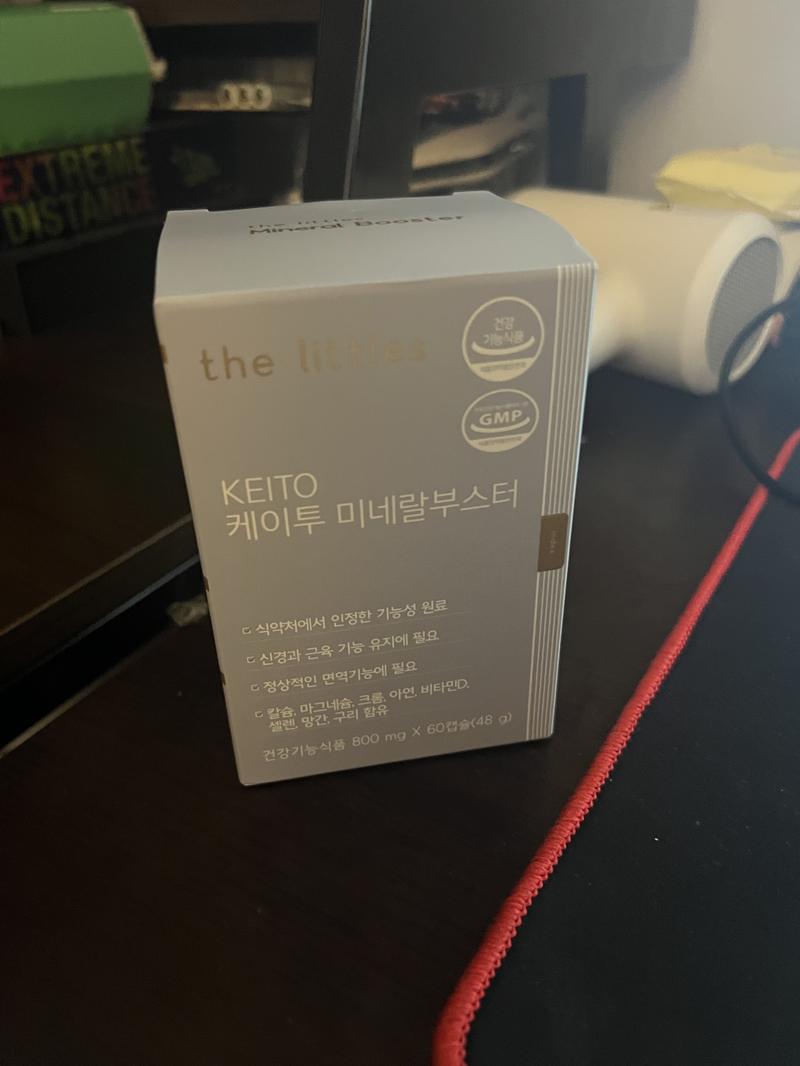 EXTREME
DISTANCE
the littles
Mineral Booster
the littles
건강
기능식품
GMP
KEITO
케이투 미네랄부스터
식약처에서 인정한 기능성 원료
신경과 근육 기능 유지에 필요
정상적인 면역기능에 필요
칼슘, 마그네슘, 크롬, 아연, 비타민D,
셀렌, 망간, 구리 함유
건강기능식품 800 mg X 60캡슐(48 g)